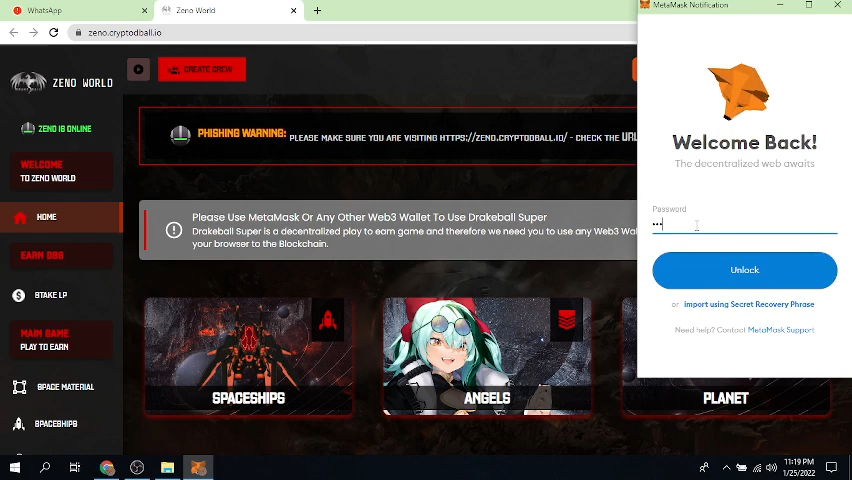 WhatsApp
Zeno World
MetaMask Notification
zeno.cryptodball.io
ZENO WORLD
CREATE CREW
ZENO IS ONLINE
PHISHING WARNING: PLEASE MAKE SURE YOU ARE VISITING HTTPS://ZENO.CRYPTODBALL.IO/ - CHECK THE URL
WELCOME
TO ZENO WORLD
HOME
Please Use MetaMask Or Any Other Web3 Wallet To Use Drakeball Super
Drakeball Super is a decentralized play to earn game and therefore we need you to use any Web3 Wal
your browser to the Blockchain.
EARN DBS
STAKE LP
MAIN GAME
PLAY TO EARN
SPACE MATERIAL
SPACESHIPS
SPACESHIPS
ANGELS
PLANET
Welcome Back!
The decentralized web awaits
Password
•••
Unlock
or import using Secret Recovery Phrase
Need help? Contact MetaMask Support
11:19 PM
1/25/2022